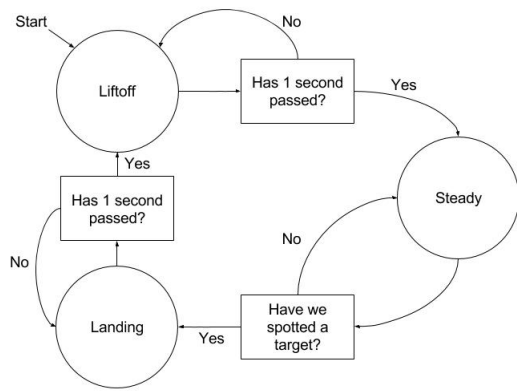 Start
No
Liftoff
Has 1 second
passed?
Yes
Yes
Has 1 second
passed?
Steady
No
No
Landing
Yes
Have we
spotted a
target?